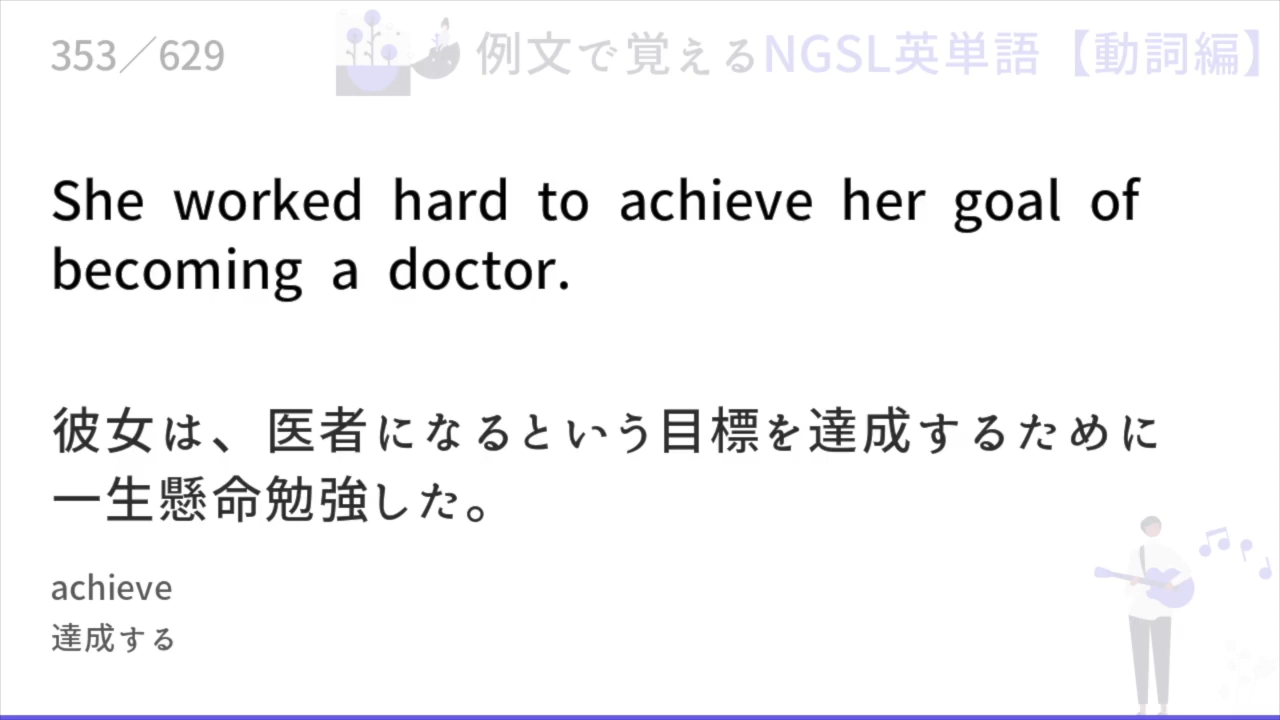 353／629
例文で覚えるNGSL英単語【動詞編】
She worked hard to achieve her goal of
becoming a doctor.
彼女は、医者になるという目標を達成するために
一生懸命勉強した。
achieve
達成する